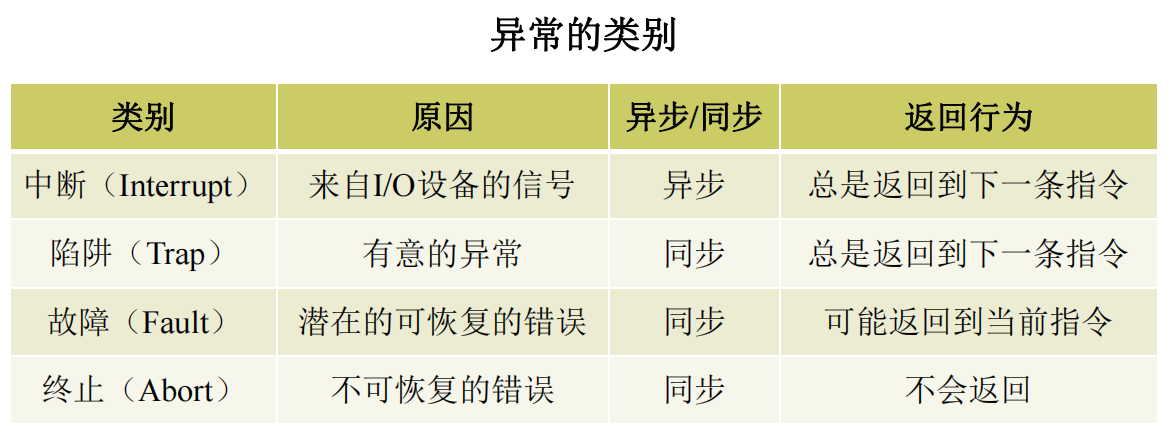 异常的类别
类别 原因 异步/同步 返回行为
中断（Interrupt） 来自I/O设备的信号 异步 总是返回到下一条指令
陷阱（Trap） 有意的异常 同步 总是返回到下一条指令
故障（Fault） 潜在的可恢复的错误 同步 可能返回到当前指令
终止（Abort） 不可恢复的错误 同步 不会返回